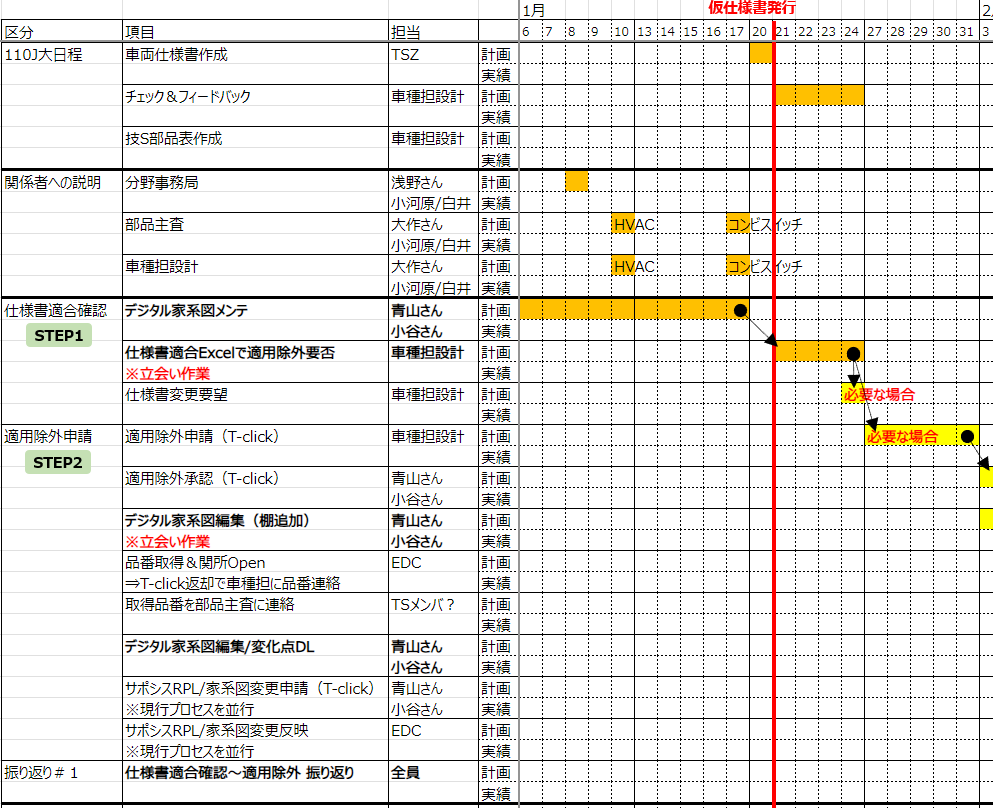 1月 仮仕様書発行 2
区分 項目 担当 6 7 8 9 10 13 14 15 16 17 20 21 22 23 24 27 28 29 30 31 3
110J大日程 車両仕様書作成 TSZ 計画
実績
チェック＆フィードバック 車種担設計 計画
実績
技S部品表作成 車種担設計 計画
実績
関係者への説明 分野事務局 浅野さん 計画
小河原/白井 実績
部品主査 大作さん 計画 HVAC コンビスイッチ
小河原/白井 実績
車種担設計 大作さん 計画 HVAC コンビスイッチ
小河原/白井 実績
仕様書適合確認 デジタル家系図メンテ 青山さん 計画
STEP1 小谷さん 実績
仕様書適合Excelで適用除外要否 車種担設計 計画
※立会い作業 実績
仕様書変更要望 車種担設計 計画 必要な場合
実績
適用除外申請 適用除外申請（T-click） 車種担設計 計画 必要な場合
STEP2 実績
適用除外承認（T-click） 青山さん 計画
小谷さん 実績
デジタル家系図編集（棚追加） 青山さん 計画
※立会い作業 小谷さん 実績
品番取得＆関所Open EDC 計画
⇒T-click返却で車種担に品番連絡 実績
取得品番を部品主査に連絡 TSメンバ？ 計画
実績
デジタル家系図編集/変化点DL 青山さん 計画
小谷さん 実績
サポシスRPL/家系図変更申請（T-click） 青山さん 計画
※現行プロセスを並行 小谷さん 実績
サポシスRPL/家系図変更反映 EDC 計画
※現行プロセスを並行 実績
振り返り＃１ 仕様書適合確認～適用除外 振り返り 全員 計画
実績